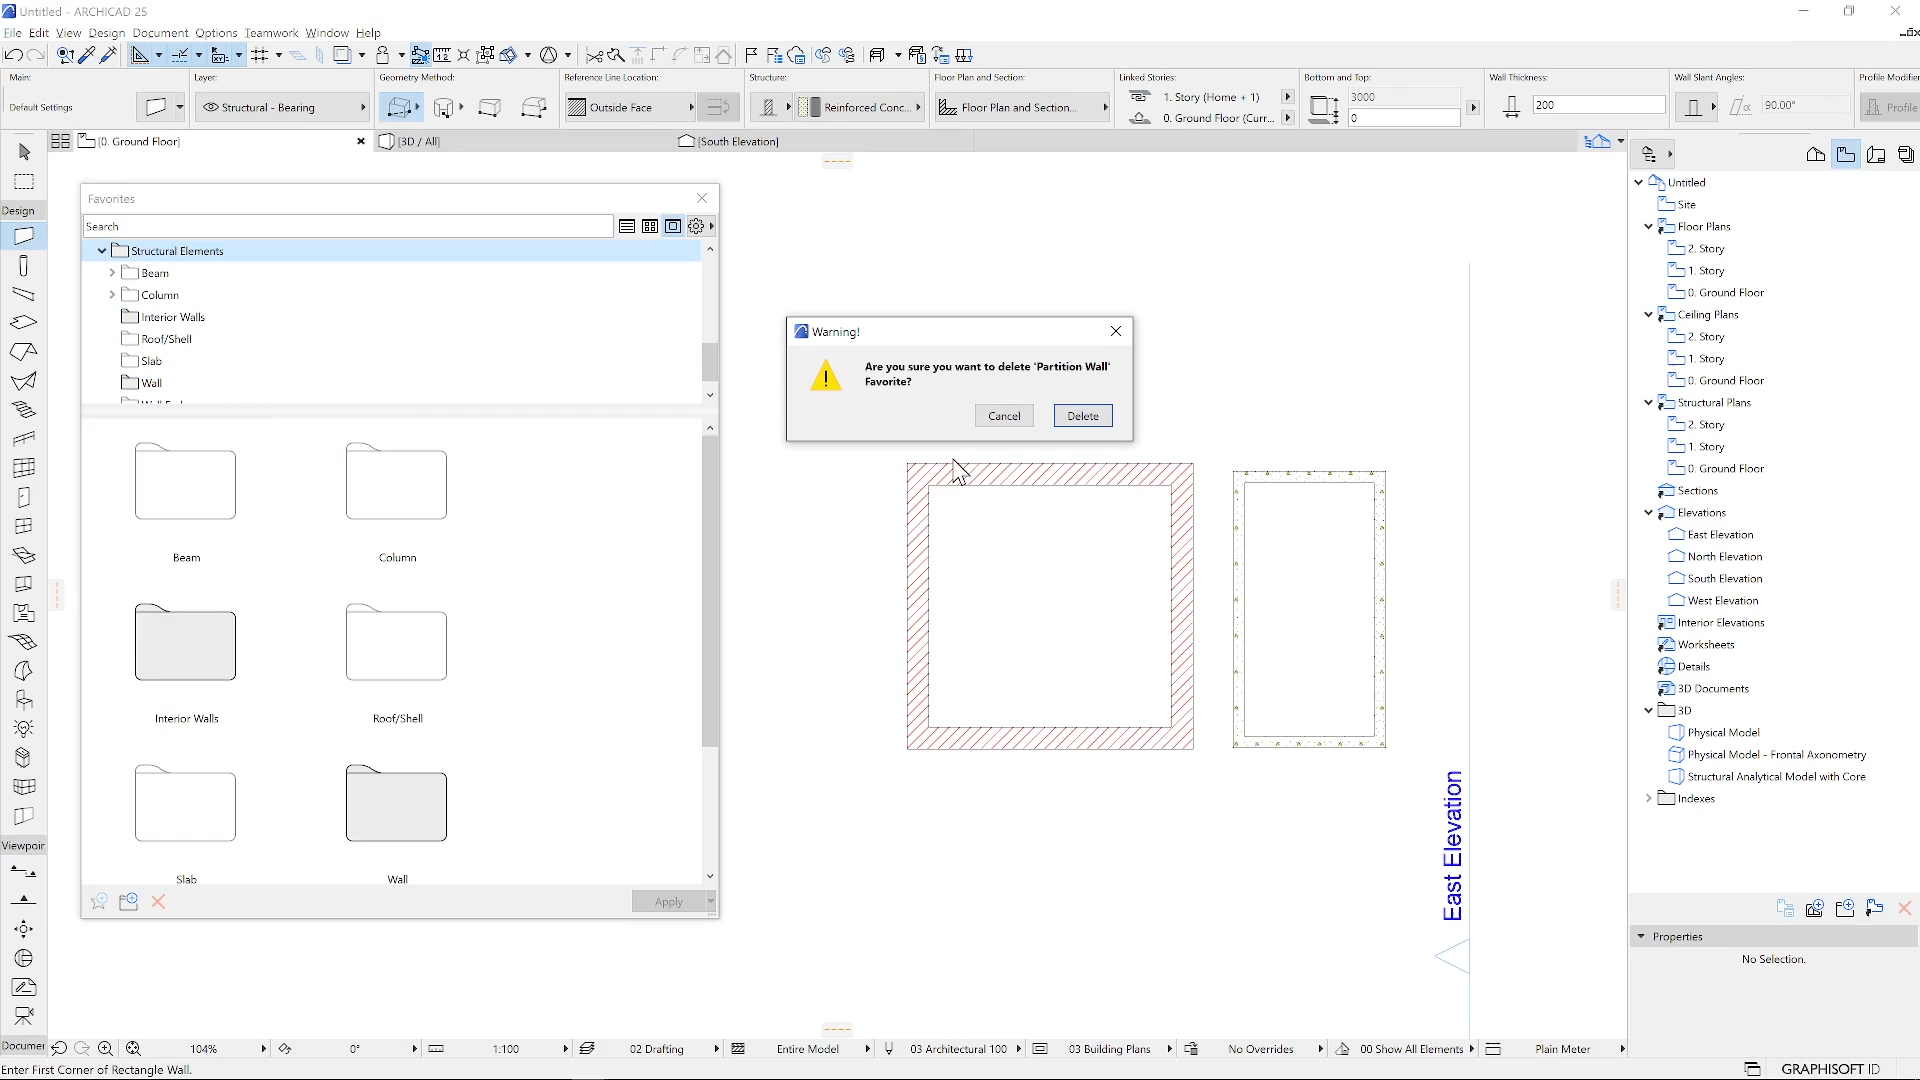 Untitled - ARCHICAD 25
File Edit View Design Document Options Teamwork Window Help
Main:
Layer:
Geometry Method:
Reference Line Location:
Structure:
Floor Plan and Section:
Linked Stories:
Bottom and Top:
Wall Thickness:
Wall Slant Angles:
Profile Modifier
Default Settings
Structural - Bearing
Outside Face
Reinforced Conc...
Floor Plan and Section...
1. Story (Home + 1)
0. Ground Floor (Curr...
3000
0
200
90.00°
Profile
[0. Ground Floor]
[3D / All]
[South Elevation]
Design
Favorites
Search
Structural Elements
Beam
Column
Interior Walls
Roof/Shell
Slab
Wall
Beam
Column
Interior Walls
Roof/Shell
Slab
Wall
Apply
Warning!
Are you sure you want to delete 'Partition Wall'
Favorite?
Cancel
Delete
East Elevation
Untitled
Site
Floor Plans
2. Story
1. Story
0. Ground Floor
Ceiling Plans
2. Story
1. Story
0. Ground Floor
Structural Plans
2. Story
1. Story
0. Ground Floor
Sections
Elevations
East Elevation
North Elevation
South Elevation
West Elevation
Interior Elevations
Worksheets
Details
3D Documents
3D
Physical Model
Physical Model - Frontal Axonometry
Structural Analytical Model with Core
Indexes
Properties
No Selection.
Viewpoir
Documer
104%
0°
1:100
02 Drafting
Entire Model
03 Architectural 100
03 Building Plans
No Overrides
00 Show All Elements
Plain Meter
Enter First Corner of Rectangle Wall.
GRAPHISOFT ID